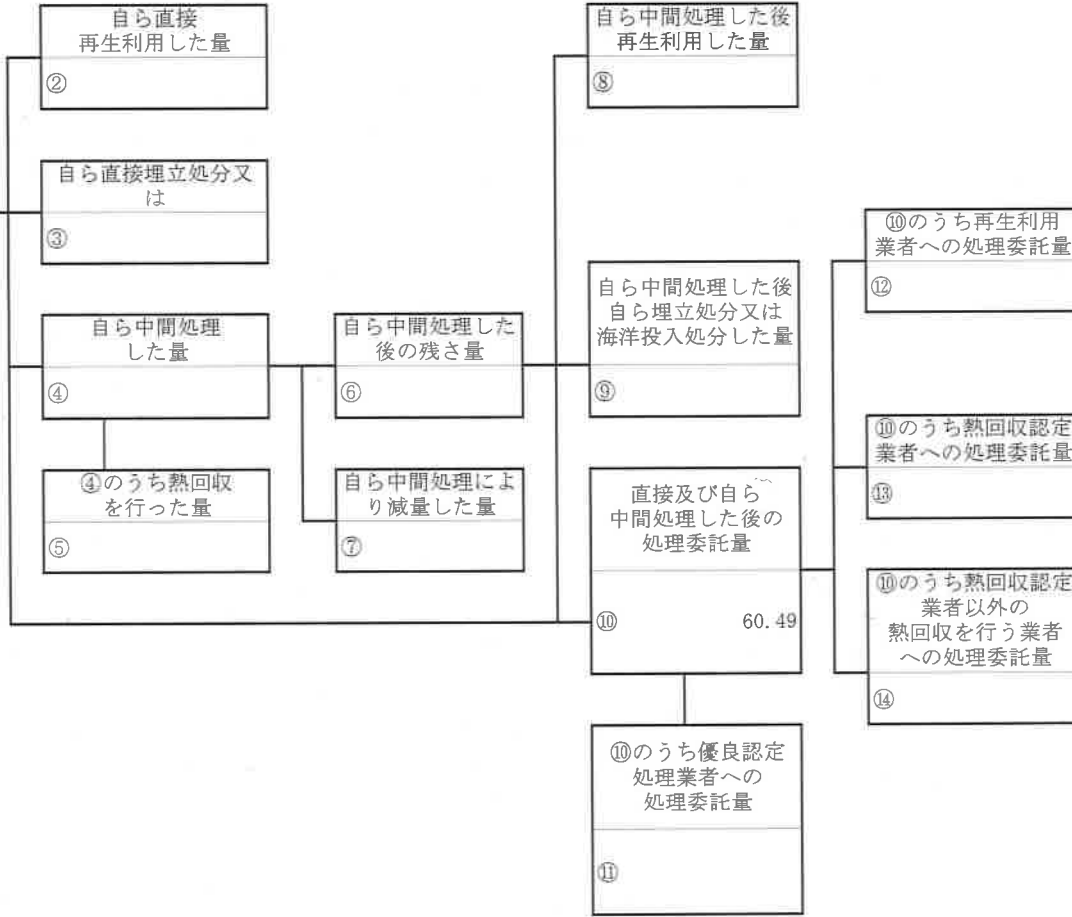 自ら直接
再生利用した量
②
自ら直接埋立処分又
は
③
自ら中間処理
した量
④
④のうち熱回収
を行った量
⑤
自ら中間処理した
後の残さ量
⑥
自ら中間処理によ
り減量した量
⑦
自ら中間処理した後
再生利用した量
⑧
自ら中間処理した後
自ら埋立処分又は
海洋投入処分した量
⑨
直接及び自ら
中間処理した後の
処理委託量
⑩ 60.49
⑩のうち優良認定
処理業者への
処理委託量
⑪
⑩のうち再生利用
業者への処理委託量
⑫
⑩のうち熱回収認定
業者への処理委託量
⑬
⑩のうち熱回収認定
業者以外の
熱回収を行う業者
への処理委託量
⑭